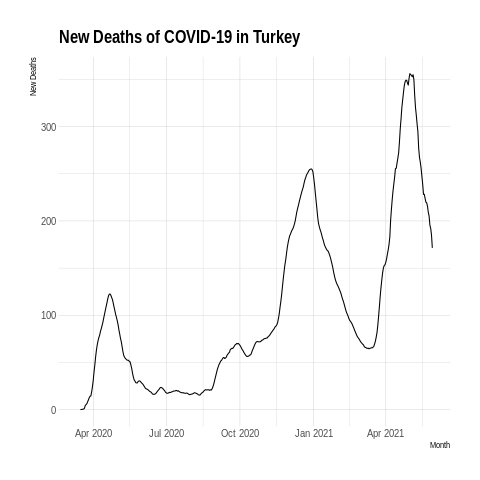 New Deaths of COVID-19 in Turkey
New Deaths
300
200
100
0
Apr 2020 Jul 2020 Oct 2020 Jan 2021 Apr 2021
Month